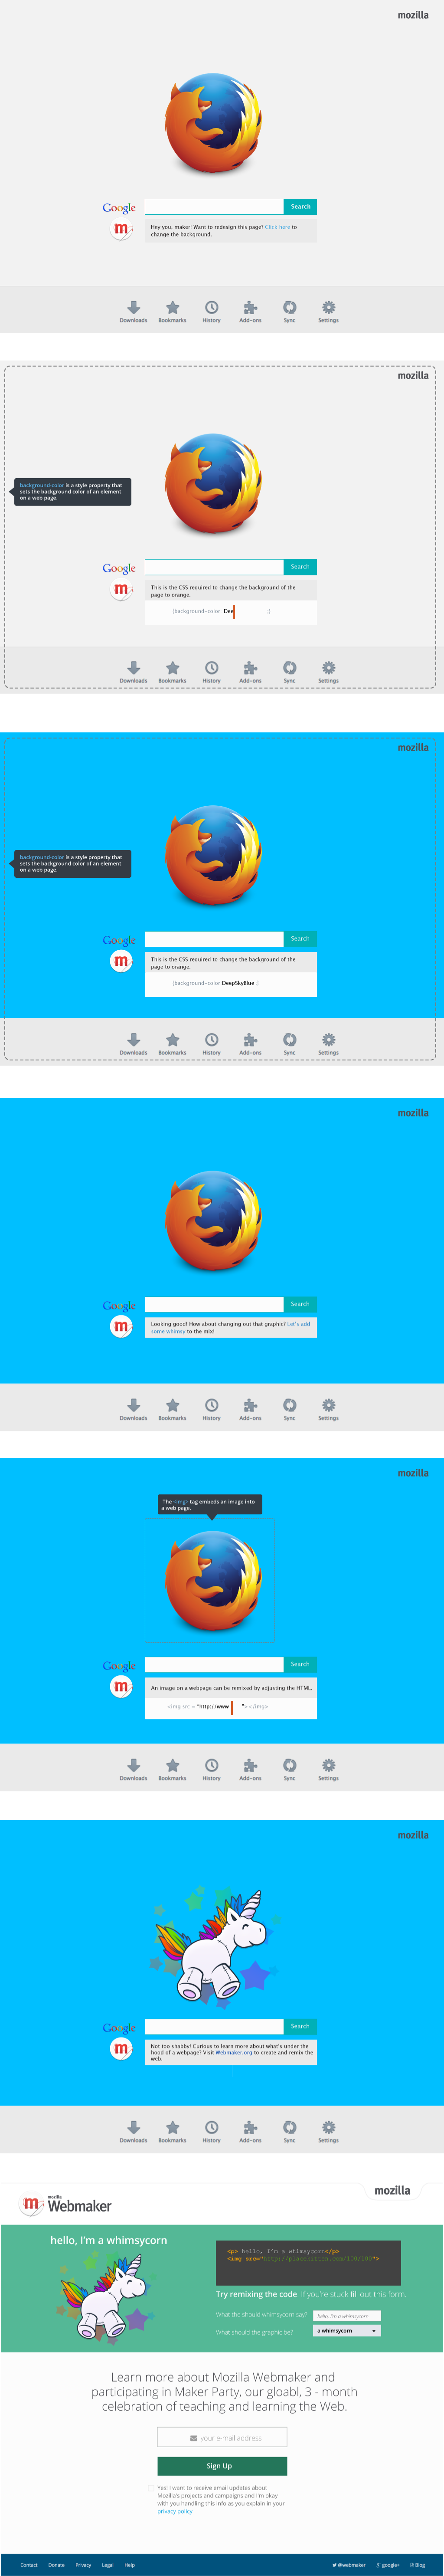 mozilla
Google
Search
m
Hey you, maker! Want to redesign this page? Click here to
change the background.
Downloads Bookmarks History Add-ons Sync Settings
mozilla
background-color is a style property that
sets the background color of an element
on a web page.
Google
Search
m
This is the CSS required to change the background of the
page to orange.
{background-color: Dee ;}
Downloads Bookmarks History Add-ons Sync Settings
mozilla
background-color is a style property that
sets the background color of an element
on a web page.
Google
Search
m
This is the CSS required to change the background of the
page to orange.
{background-color:DeepSkyBlue ;}
Downloads Bookmarks History Add-ons Sync Settings
mozilla
Google
Search
m
Looking good! How about changing out that graphic? Let's add
some whimsy to the mix!
Downloads Bookmarks History Add-ons Sync Settings
mozilla
The <img> tag embeds an image into
a web page.
Google
Search
m
An image on a webpage can be remixed by adjusting the HTML.
<img src = "http://www "></img>
Downloads Bookmarks History Add-ons Sync Settings
mozilla
Google
Search
m
Not too shabby! Curious to learn more about what's under the
hood of a webpage? Visit Webmaker.org to create and remix the
web.
Downloads Bookmarks History Add-ons Sync Settings
mozilla
m
mozilla
Webmaker
hello, I'm a whimsycorn
<p> hello, I'm a whimsycorn</p>
<img src="http://placekitten.com/100/100">
Try remixing the code. If you're stuck fill out this form.
What the should whimsycorn say? hello, I'm a whimsycorn
What should the graphic be? a whimsycorn
Learn more about Mozilla Webmaker and
participating in Maker Party, our gloabl, 3 - month
celebration of teaching and learning the Web.
your e-mail address
Sign Up
Yes! I want to receive email updates about
Mozilla's projects and campaigns and I'm okay
with you handling this info as you explain in your
privacy policy
Contact Donate Privacy Legal Help @webmaker google+ Blog